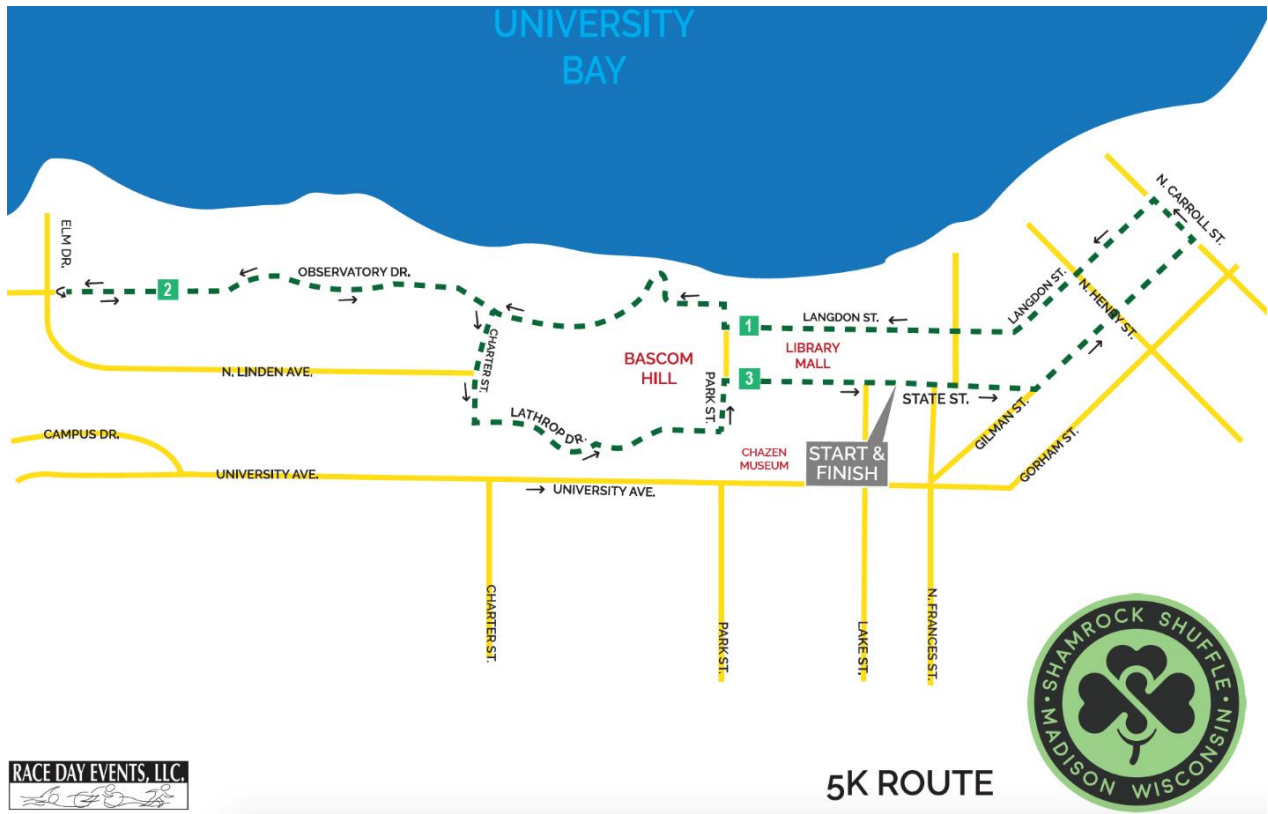 UNIVERSITY
BAY
N. CARROLL ST.
ELM DR.
OBSERVATORY DR.
2
LANGDON ST.
N. HENRY ST.
1
LANGDON ST.
CHARTER ST.
LIBRARY
MALL
BASCOM
HILL
N. LINDEN AVE.
3
PARK ST.
STATE ST.
LATHROP DR.
GILMAN ST.
CAMPUS DR.
GORHAM ST.
CHAZEN
MUSEUM
START &
FINISH
UNIVERSITY AVE.
UNIVERSITY AVE.
CHARTER ST.
PARK ST.
LAKE ST.
N. FRANCES ST.
SHAMROCK SHUFFLE
MADISON WISCONSIN
RACE DAY EVENTS, LLC.
5K ROUTE